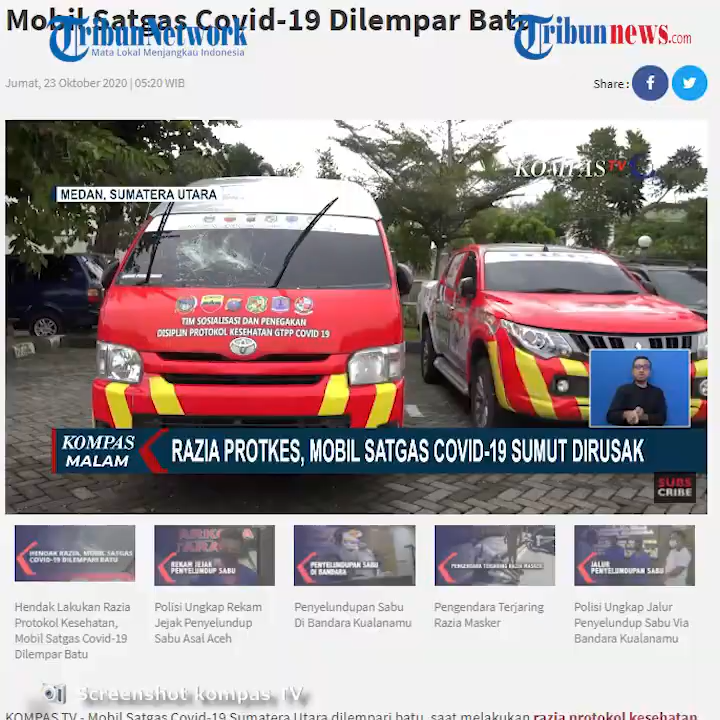 Mobil Satgas Covid-19 Dilempar Batu
TribunNetwork
Mata Lokal Menjangkau Indonesia
Tribunnews.com
Jumat, 23 Oktober 2020 | 05:20 WIB
Share :
KOMPAS TV
MEDAN, SUMATERA UTARA
TIM SOSIALISASI DAN PENEGAKAN
DISIPLIN PROTOKOL KESEHATAN GTPP COVID 19
KOMPAS
MALAM
RAZIA PROTKES, MOBIL SATGAS COVID-19 SUMUT DIRUSAK
SUBS
CRIBE
HENDAK RAZIA, MOBIL SATGAS
COVID-19 DILEMPARI BATU
REKAM JEJAK
PENYELUNDUP SABU
PENYELUNDUPAN SABU
DI BANDARA
PENGENDARA TERJARING RAZIA MASKER
JALUR
PENYELUNDUPAN SABU
Hendak Lakukan Razia
Protokol Kesehatan,
Mobil Satgas Covid-19
Dilempar Batu
Polisi Ungkap Rekam
Jejak Penyelundup
Sabu Asal Aceh
Penyelundupan Sabu
Di Bandara Kualanamu
Pengendara Terjaring
Razia Masker
Polisi Ungkap Jalur
Penyelundup Sabu Via
Bandara Kualanamu
Screenshot kompas TV
KOMPAS TV - Mobil Satgas Covid-19 Sumatera Utara dilempari batu, saat melakukan razia protokol kesehatan